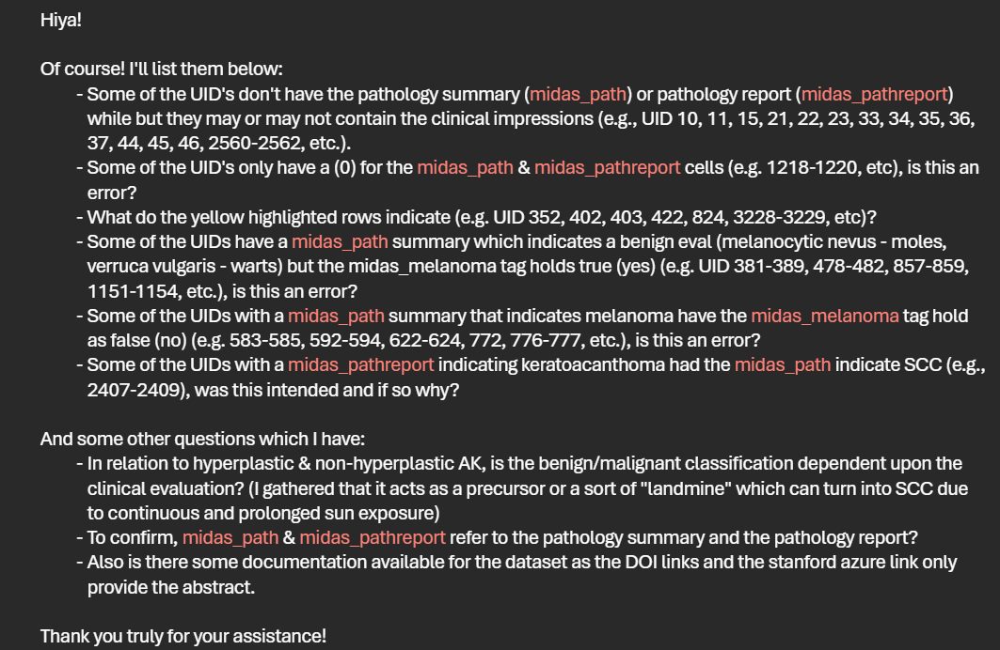 Hiya!
Of course! I'll list them below:
- Some of the UID's don't have the pathology summary (midas_path) or pathology report (midas_pathreport)
while but they may or may not contain the clinical impressions (e.g., UID 10, 11, 15, 21, 22, 23, 33, 34, 35, 36,
37, 44, 45, 46, 2560-2562, etc.).
- Some of the UID's only have a (0) for the midas_path & midas_pathreport cells (e.g. 1218-1220, etc), is this an
error?
- What do the yellow highlighted rows indicate (e.g. UID 352, 402, 403, 422, 824, 3228-3229, etc)?
- Some of the UIDs have a midas_path summary which indicates a benign eval (melanocytic nevus - moles,
verruca vulgaris - warts) but the midas_melanoma tag holds true (yes) (e.g. UID 381-389, 478-482, 857-859,
1151-1154, etc.), is this an error?
- Some of the UIDs with a midas_path summary that indicates melanoma have the midas_melanoma tag hold
as false (no) (e.g. 583-585, 592-594, 622-624, 772, 776-777, etc.), is this an error?
- Some of the UIDs with a midas_pathreport indicating keratoacanthoma had the midas_path indicate SCC (e.g.,
2407-2409), was this intended and if so why?
And some other questions which I have:
- In relation to hyperplastic & non-hyperplastic AK, is the benign/malignant classification dependent upon the
clinical evaluation? (I gathered that it acts as a precursor or a sort of "landmine" which can turn into SCC due
to continuous and prolonged sun exposure)
- To confirm, midas_path & midas_pathreport refer to the pathology summary and the pathology report?
- Also is there some documentation available for the dataset as the DOI links and the stanford azure link only
provide the abstract.
Thank you truly for your assistance!